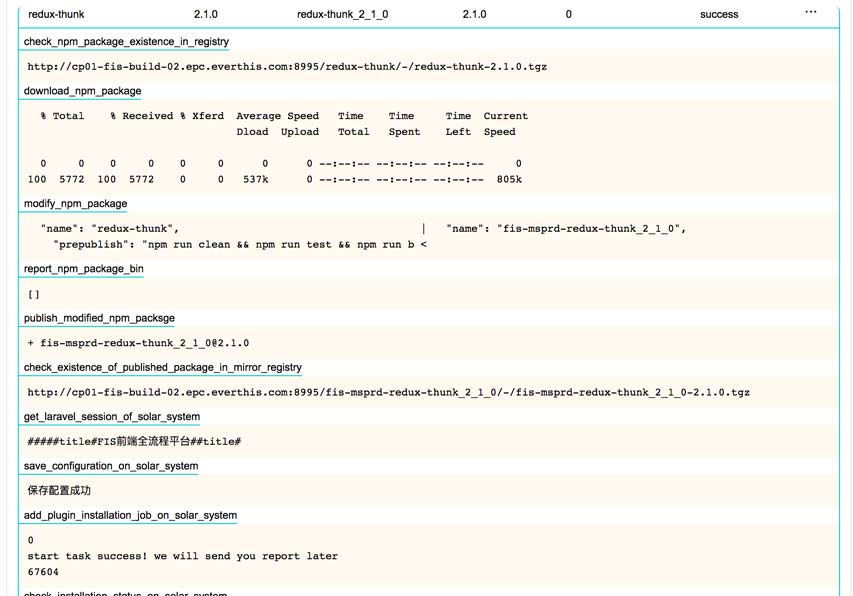 redux-thunk 2.1.0 redux-thunk_2_1_0 2.1.0 0 success ...
check_npm_package_existence_in_registry
http://cp01-fis-build-02.epc.everthis.com:8995/redux-thunk/-/redux-thunk-2.1.0.tgz
download_npm_package
% Total % Received % Xferd Average Speed Time Time Time Current
Dload Upload Total Spent Left Speed
0 0 0 0 0 0 0 0 --:--:-- --:--:-- --:--:-- 0
100 5772 100 5772 0 0 537k 0 --:--:-- --:--:-- --:--:-- 805k
modify_npm_package
"name": "redux-thunk", | "name": "fis-msprd-redux-thunk_2_1_0",
"prepublish": "npm run clean && npm run test && npm run b <
report_npm_package_bin
[]
publish_modified_npm_packsge
+ fis-msprd-redux-thunk_2_1_0@2.1.0
check_existence_of_published_package_in_mirror_registry
http://cp01-fis-build-02.epc.everthis.com:8995/fis-msprd-redux-thunk_2_1_0/-/fis-msprd-redux-thunk_2_1_0-2.1.0.tgz
get_laravel_session_of_solar_system
#####title#FIS前端全流程平台##title#
save_configuration_on_solar_system
保存配置成功
add_plugin_installation_job_on_solar_system
0
start task success! we will send you report later
67604
check_installation_status_on_solar_system